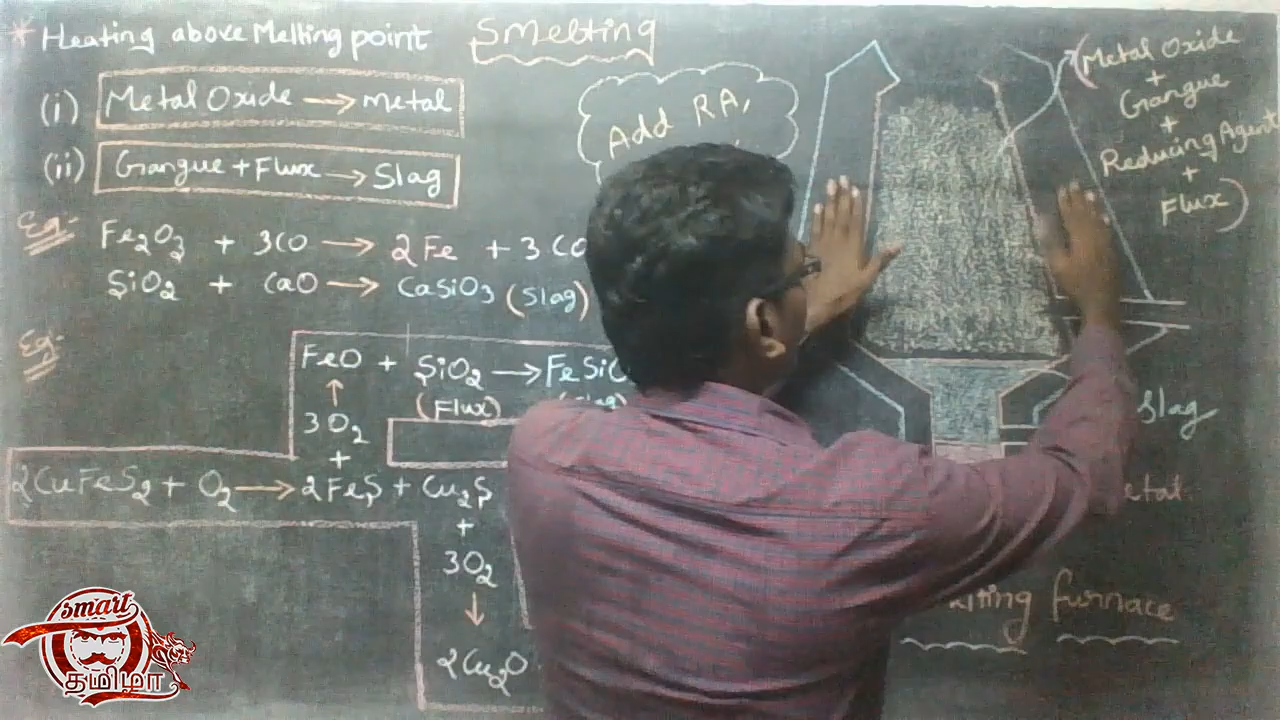 * Heating above Melting point
Smelting
(i) Metal Oxide → metal
(ii) Gangue + Flux → Slag
Add RA,
Eg:-
Fe2O3 + 3CO → 2Fe + 3CO
SiO2 + CaO → CaSiO3 (Slag)
Eg:-
FeO + SiO2 → FeSiO
(Flux)
↑
3O2
+
2CuFeS2 + O2 → 2FeS + Cu2S
+
3O2
↓
2Cu2O
(Metal Oxide
+
Gangue
+
Reducing Agent
+
Flux)
Slag
furnace
smart
தமிழா